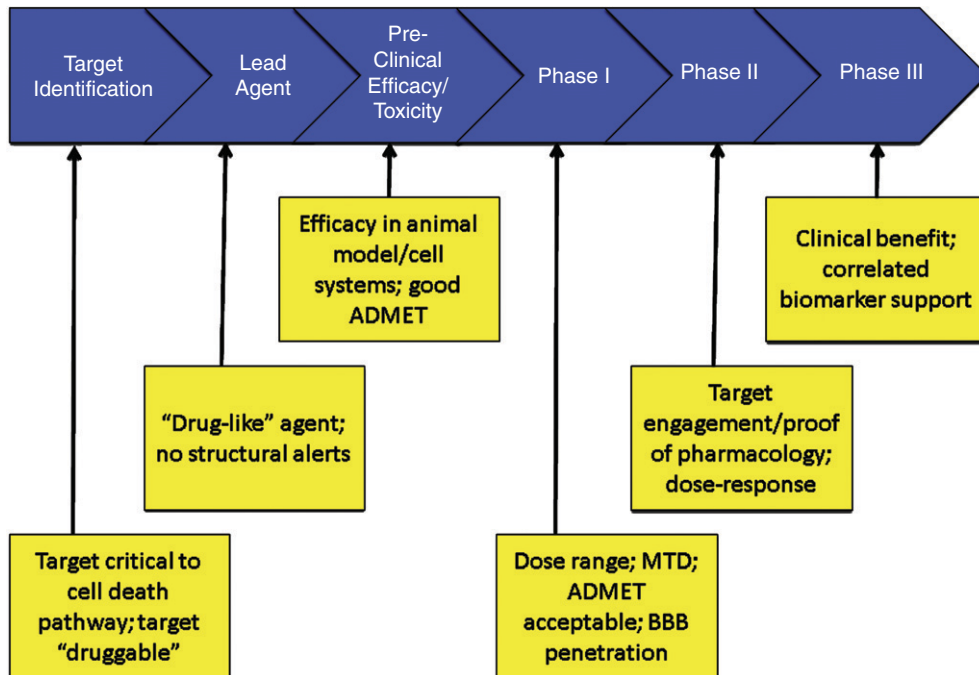 Target
Identification
Lead
Agent
Pre-
Clinical
Efficacy/
Toxicity
Phase I
Phase II
Phase III
Efficacy in animal
model/cell
systems; good
ADMET
Clinical benefit;
correlated
biomarker support
“Drug-like” agent;
no structural alerts
Target
engagement/proof
of pharmacology;
dose-response
Target critical to
cell death
pathway; target
“druggable”
Dose range; MTD;
ADMET
acceptable; BBB
penetration